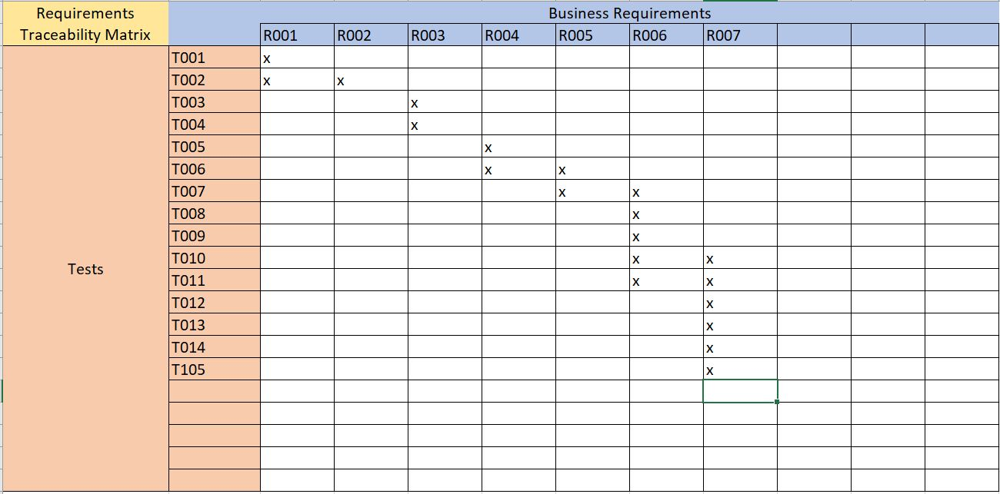 Requirements
Traceability Matrix
Business Requirements
R001 R002 R003 R004 R005 R006 R007
T001 x
T002 x x
T003 x
T004 x
T005 x
T006 x x
T007 x x
T008 x
T009 x
T010 x x
Tests
T011 x x
T012 x
T013 x
T014 x
T105 x